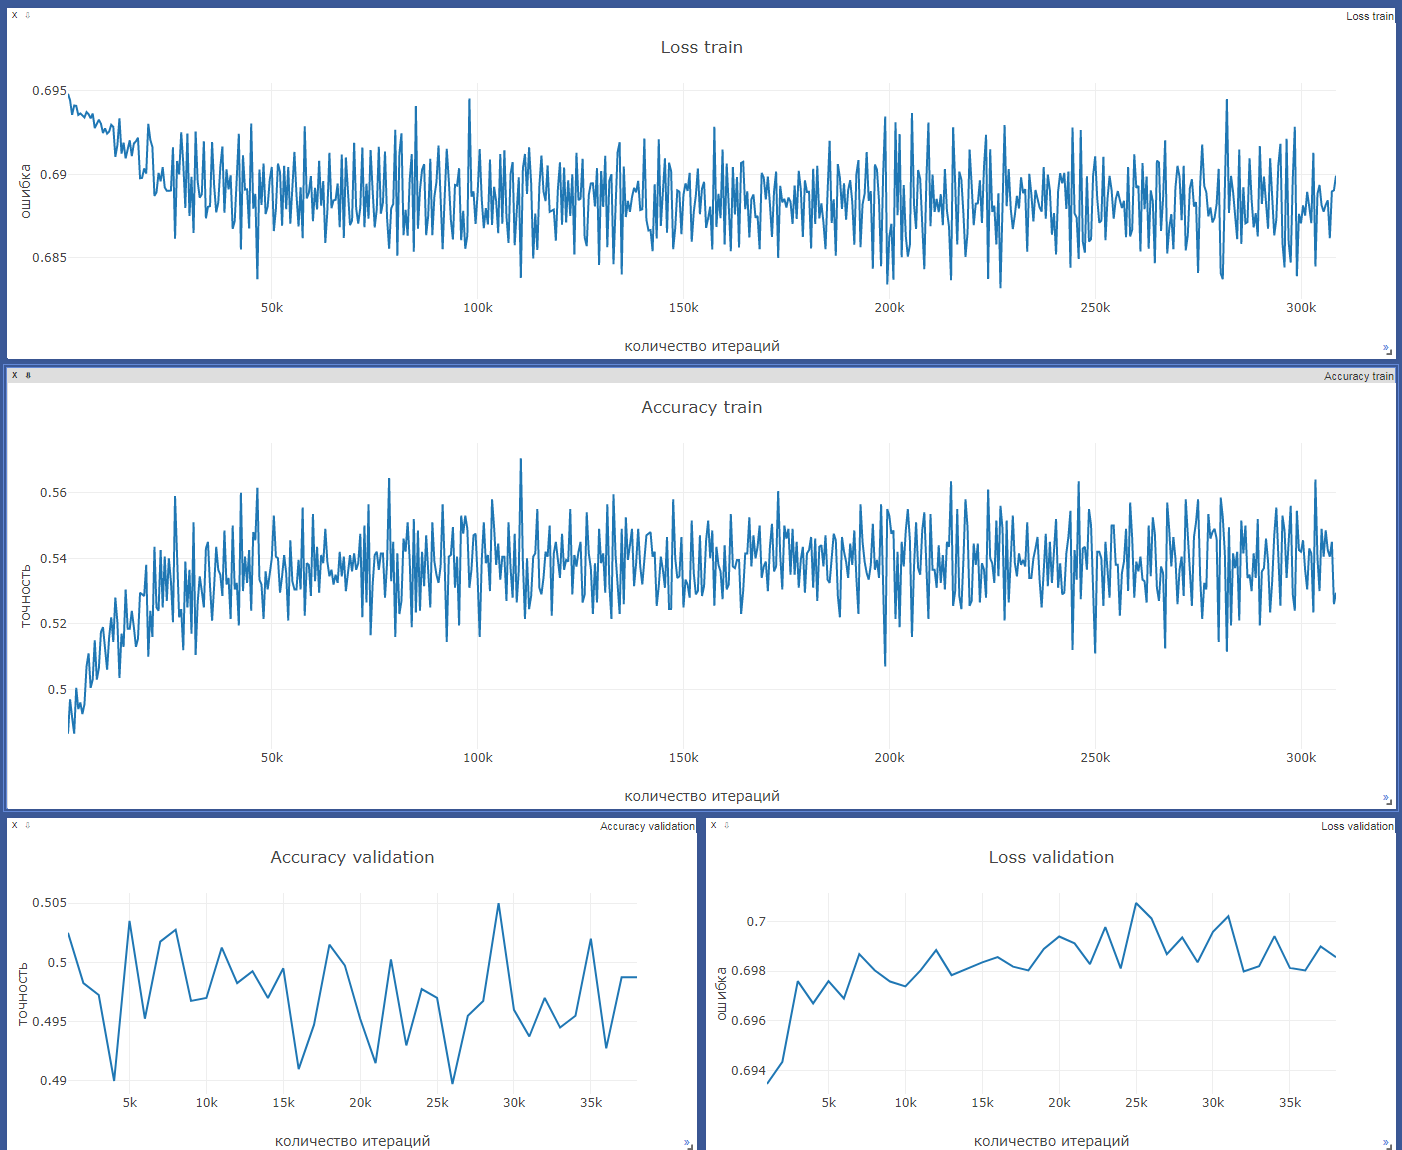 X ⇩ Loss train
Loss train
0.695
0.69
0.685
ошибка
50k 100k 150k 200k 250k 300k
количество итераций
»
X ⇩ Accuracy train
Accuracy train
0.56
0.54
0.52
0.5
точность
50k 100k 150k 200k 250k 300k
количество итераций
»
X ⇩ Accuracy validation
Accuracy validation
0.505
0.5
0.495
0.49
точность
5k 10k 15k 20k 25k 30k 35k
количество итераций
»
X ⇩ Loss validation
Loss validation
0.7
0.698
0.696
0.694
ошибка
5k 10k 15k 20k 25k 30k 35k
количество итераций
»